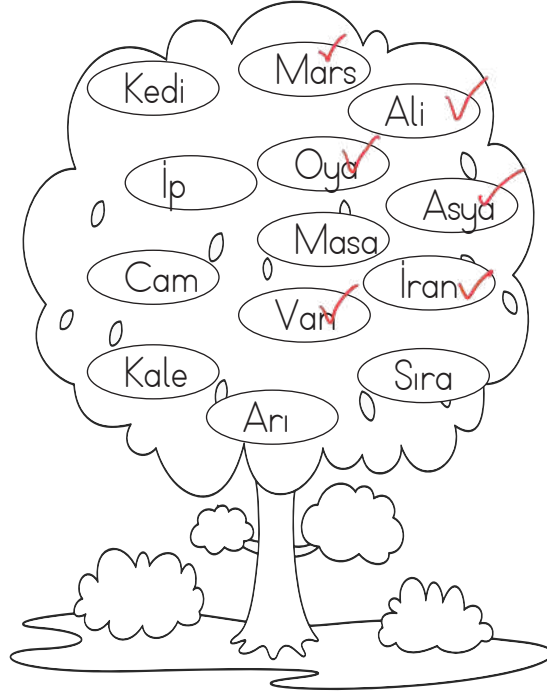 Kedi
Mars
Ali
Oya
İp
Asya
Masa
Cam
İran
Van
Kale
Sıra
Arı